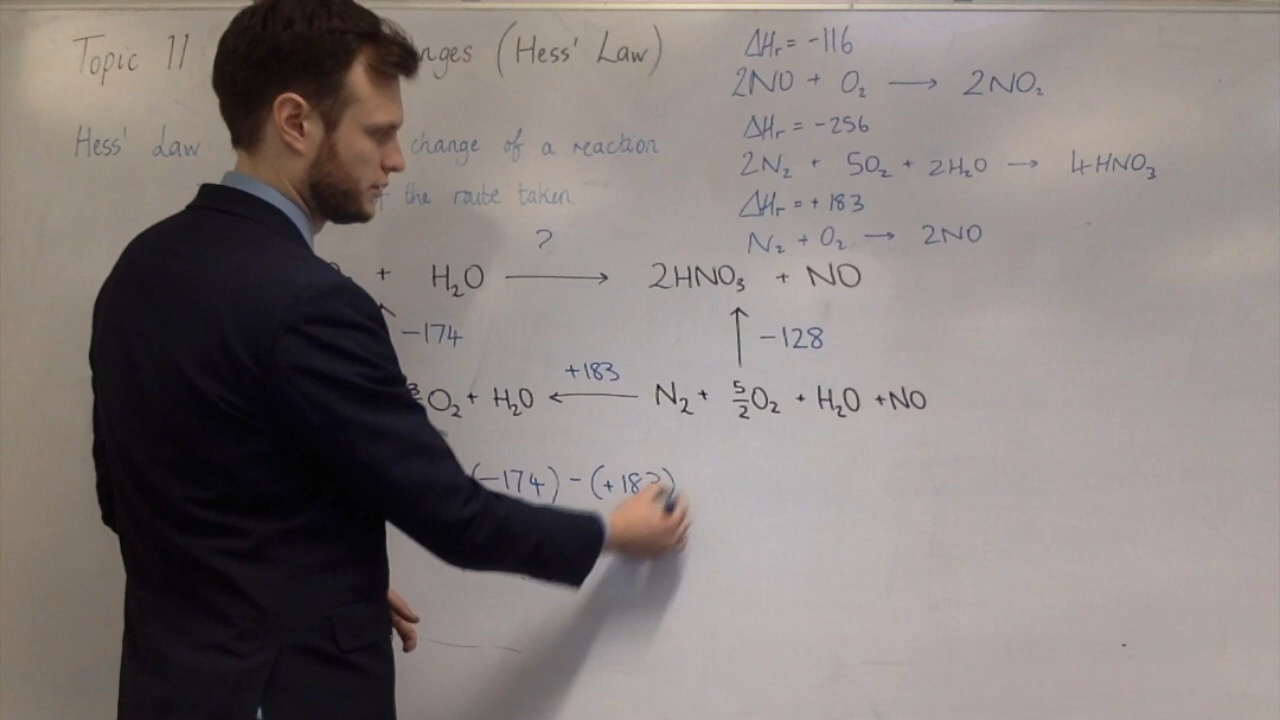 Topic 11 nges (Hess' Law)
Hess' Law change of a reaction
the route taken
ΔHr = -116
2NO + O₂ ⟶ 2NO₂
ΔHr = -256
2N₂ + 5O₂ + 2H₂O → 4HNO₃
ΔHr = +183
N₂ + O₂ → 2NO
?
+ H₂O ⟶ 2HNO₃ + NO
-174
-128
+183
O₂ + H₂O ⟵ N₂ + 5/2O₂ + H₂O + NO
(-174) - (+183)